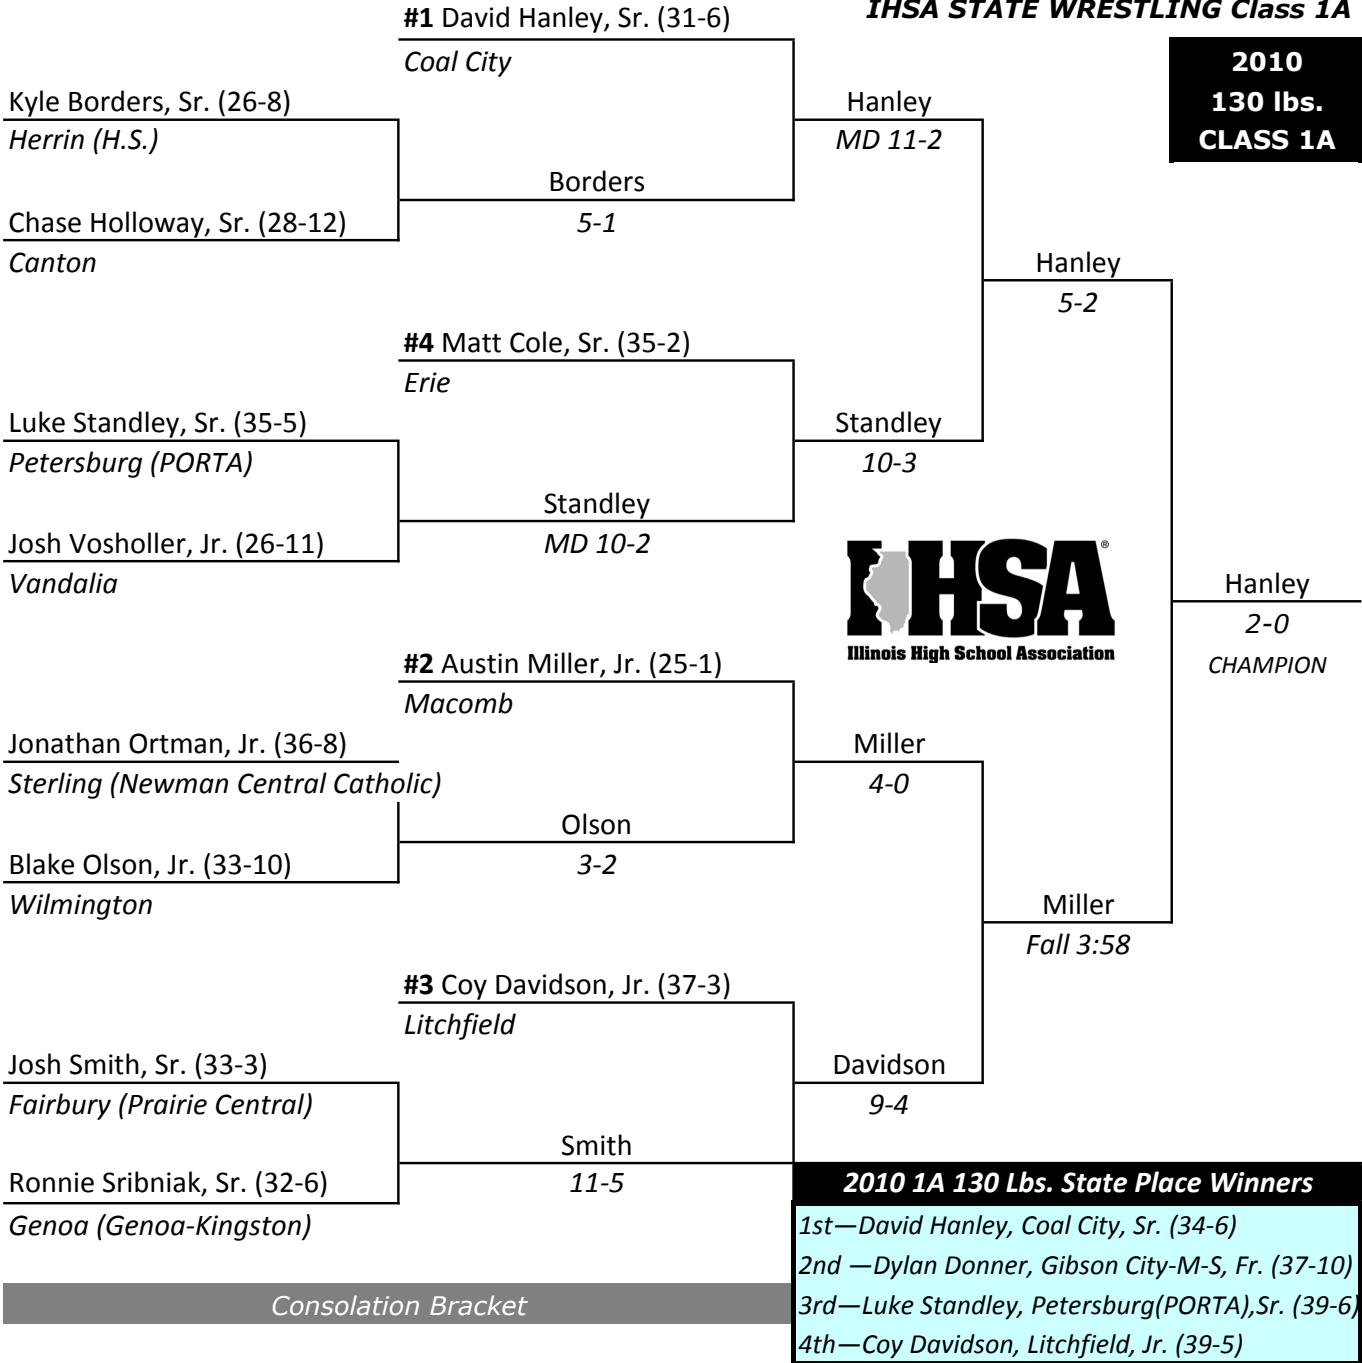 IHSA STATE WRESTLING Class 1A
2010
130 lbs.
CLASS 1A
#1 David Hanley, Sr. (31-6)
Coal City
Kyle Borders, Sr. (26-8)
Herrin (H.S.)
Hanley
MD 11-2
Borders
5-1
Chase Holloway, Sr. (28-12)
Canton
Hanley
5-2
#4 Matt Cole, Sr. (35-2)
Erie
Luke Standley, Sr. (35-5)
Petersburg (PORTA)
Standley
10-3
Standley
MD 10-2
Josh Vosholler, Jr. (26-11)
Vandalia
IHSA®
Illinois High School Association
Hanley
2-0
CHAMPION
#2 Austin Miller, Jr. (25-1)
Macomb
Jonathan Ortman, Jr. (36-8)
Sterling (Newman Central Catholic)
Miller
4-0
Olson
3-2
Blake Olson, Jr. (33-10)
Wilmington
Miller
Fall 3:58
#3 Coy Davidson, Jr. (37-3)
Litchfield
Josh Smith, Sr. (33-3)
Fairbury (Prairie Central)
Davidson
9-4
Smith
11-5
Ronnie Sribniak, Sr. (32-6)
Genoa (Genoa-Kingston)
2010 1A 130 Lbs. State Place Winners
1st—David Hanley, Coal City, Sr. (34-6)
2nd —Dylan Donner, Gibson City-M-S, Fr. (37-10)
3rd—Luke Standley, Petersburg(PORTA),Sr. (39-6)
4th—Coy Davidson, Litchfield, Jr. (39-5)
Consolation Bracket